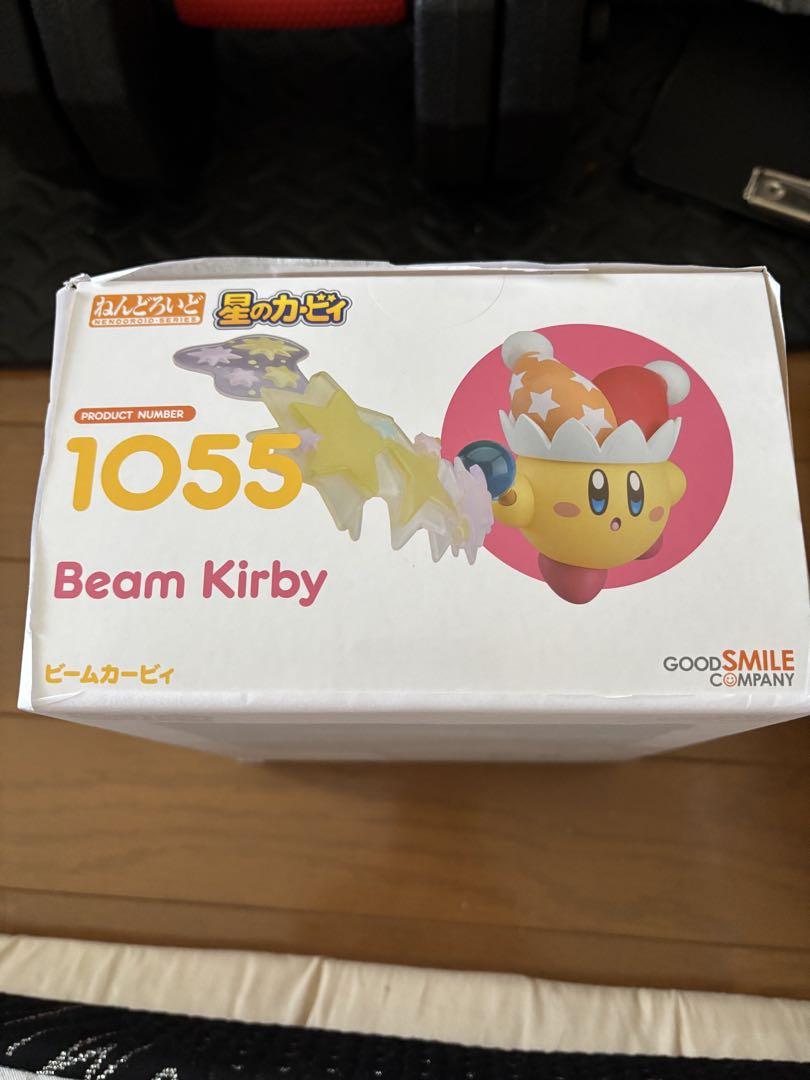 ねんどろいど
NENDOROID SERIES
星のカービィ
PRODUCT NUMBER
1055
Beam Kirby
ビームカービィ
GOOD SMILE
COMPANY